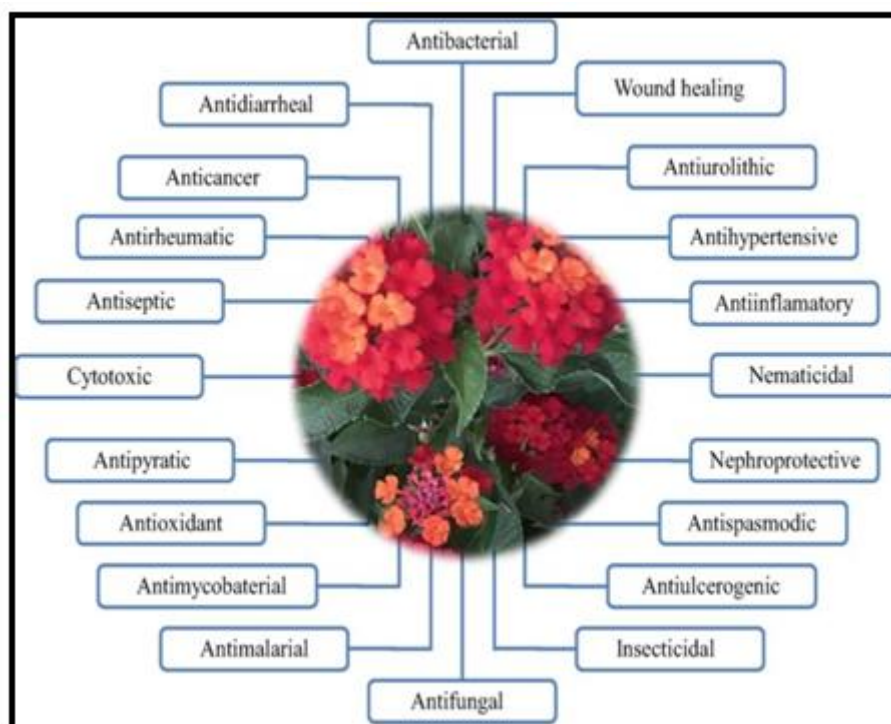 Antibacterial
Wound healing
Antidiarrheal
Antiurolithic
Anticancer
Antirheumatic
Antihypertensive
Antiseptic
Antiinflamatory
Cytotoxic
Nematicidal
Antipyratic
Nephroprotective
Antioxidant
Antispasmodic
Antimycobaterial
Antiulcerogenic
Antimalarial
Insecticidal
Antifungal